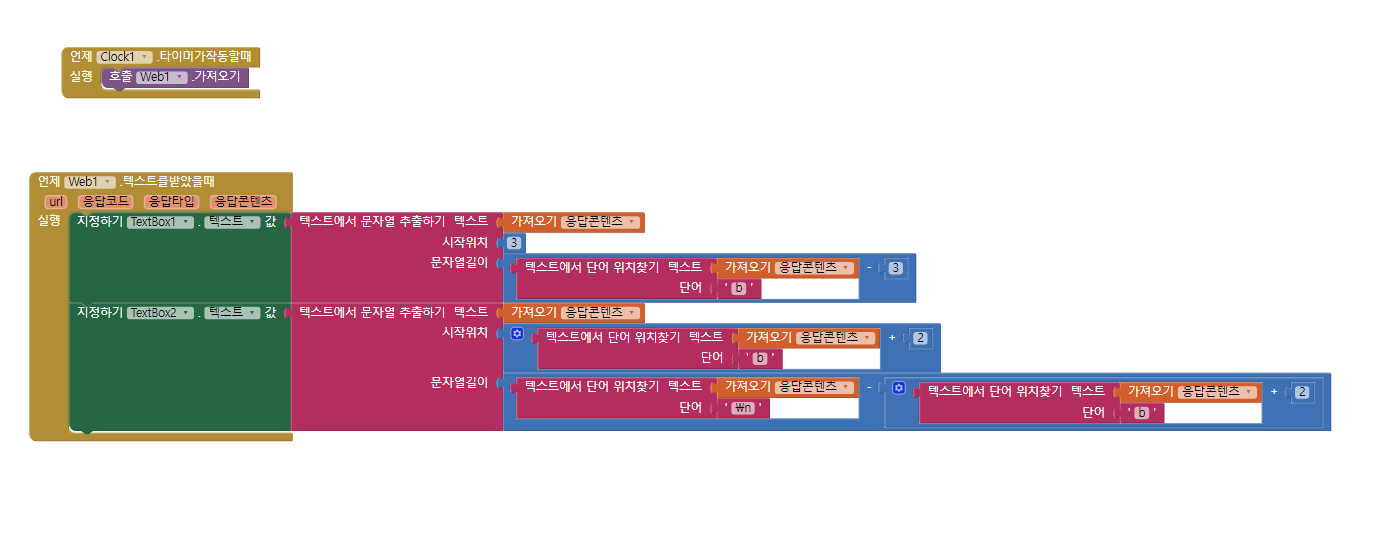 언제 Clock1 .타이머가작동할때
실행 호출 Web1 .가져오기
언제 Web1 .텍스트를받았을때
url 응답코드 응답타입 응답콘텐츠
실행 지정하기 TextBox1 . 텍스트 값 텍스트에서 문자열 추출하기 텍스트 가져오기 응답콘텐츠
시작위치 3
문자열길이 텍스트에서 단어 위치찾기 텍스트 가져오기 응답콘텐츠 - 3
단어 ' b '
지정하기 TextBox2 . 텍스트 값 텍스트에서 문자열 추출하기 텍스트 가져오기 응답콘텐츠
시작위치 텍스트에서 단어 위치찾기 텍스트 가져오기 응답콘텐츠 + 2
단어 ' b '
문자열길이 텍스트에서 단어 위치찾기 텍스트 가져오기 응답콘텐츠 - 텍스트에서 단어 위치찾기 텍스트 가져오기 응답콘텐츠 + 2
단어 ' ₩n ' 단어 ' b '